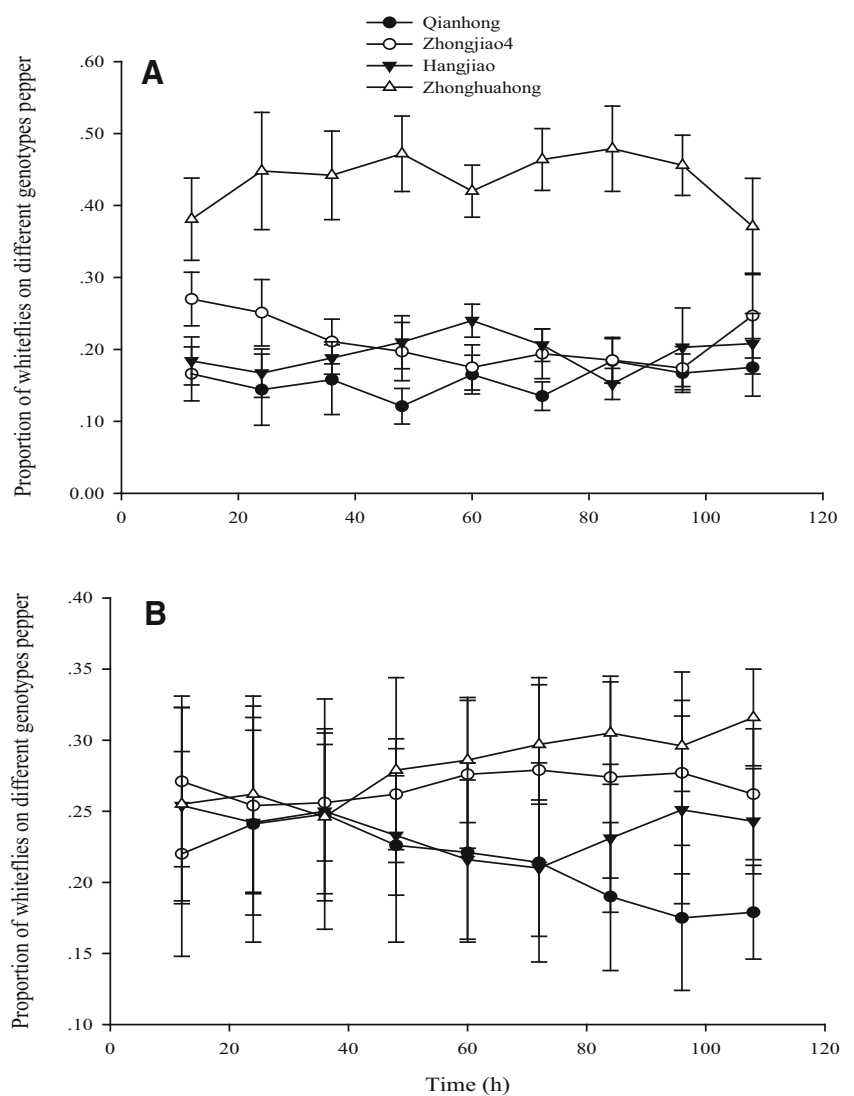 Qianhong
Zhongjiao4
Hangjiao
Zhonghuahong
A
Proportion of whiteflies on different genotypes pepper
.60
.50
.40
.30
.20
.10
0.00
0 20 40 60 80 100 120
B
Proportion of whiteflies on different genotypes pepper
.40
.35
.30
.25
.20
.15
.10
0 20 40 60 80 100 120
Time (h)